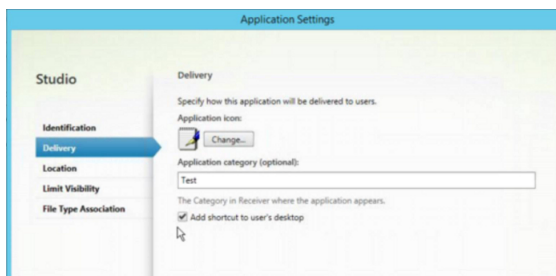 Application Settings
Studio
Identification
Delivery
Location
Limit Visibility
File Type Association
Delivery
Specify how this application will be delivered to users.
Application icon:
Change...
Application category (optional):
Test
The Category in Receiver where the application appears.
Add shortcut to user's desktop